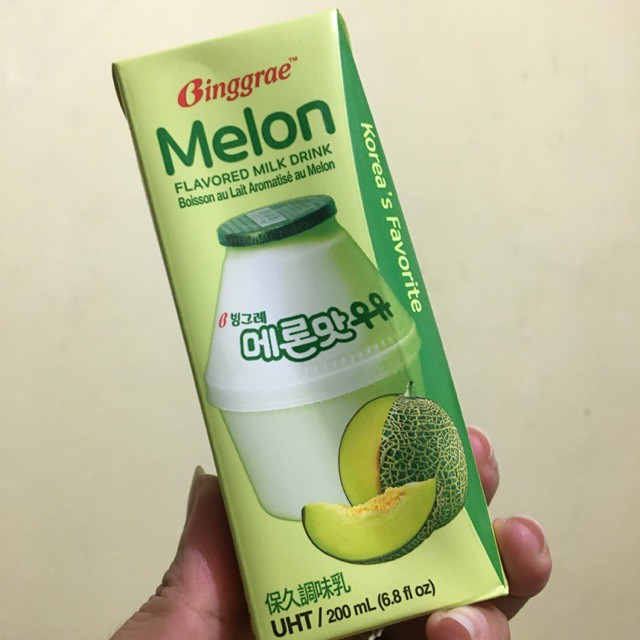 Binggrae™
Melon
FLAVORED MILK DRINK
Boisson au Lait Aromatisé au Melon
Korea's Favorite
빙그레
메론맛우유
保久調味乳
UHT / 200 mL (6.8 fl oz)